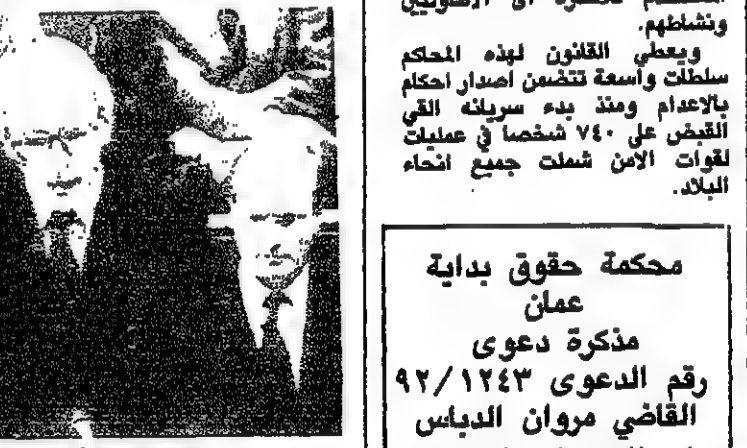 ونشاطهم.
ويعطي القانون لهذه المحاكم
سلطات واسعة تتضمن اصدار احكام
بالاعدام ومنذ بدء سريانه القي
القبض على ٧٤٠ شخصا في عمليات
لقوات الامن شملت جميع انحاء
البلاد.
محكمة حقوق بداية
عمان
مذكرة دعوى
رقم الدعوى ٩٢/١٢٤٣
القاضي مروان الدباس